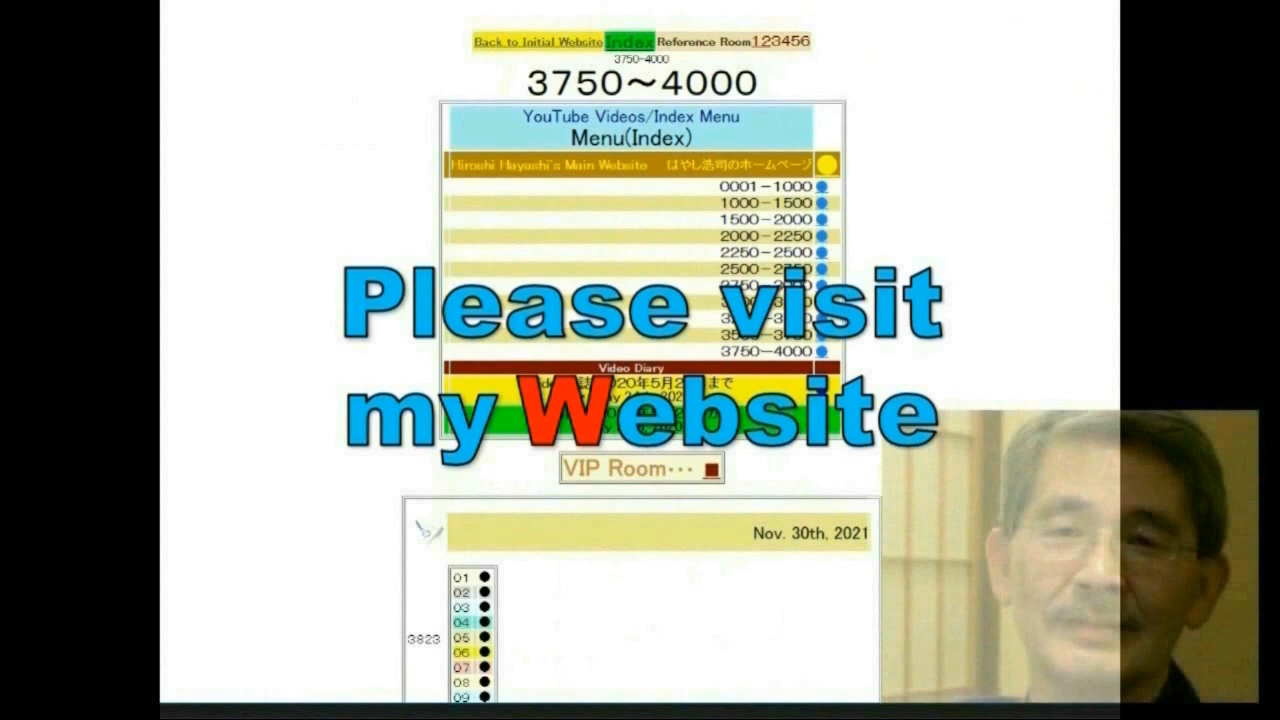 Back to Initial Website Index Reference Room123456
3750-4000
3750～4000
YouTube Videos/Index Menu
Menu(Index)
Hiroshi Hayashi's Main Website はやし浩司のホームページ
0001－1000
1000－1500
1500－2000
2000－2250
2250－2500
2500－2750
Please visit
3750～4000
Video Diary
my Website
VIP Room…
Nov. 30th, 2021
01
02
03
04
3823
05
06
07
08
09